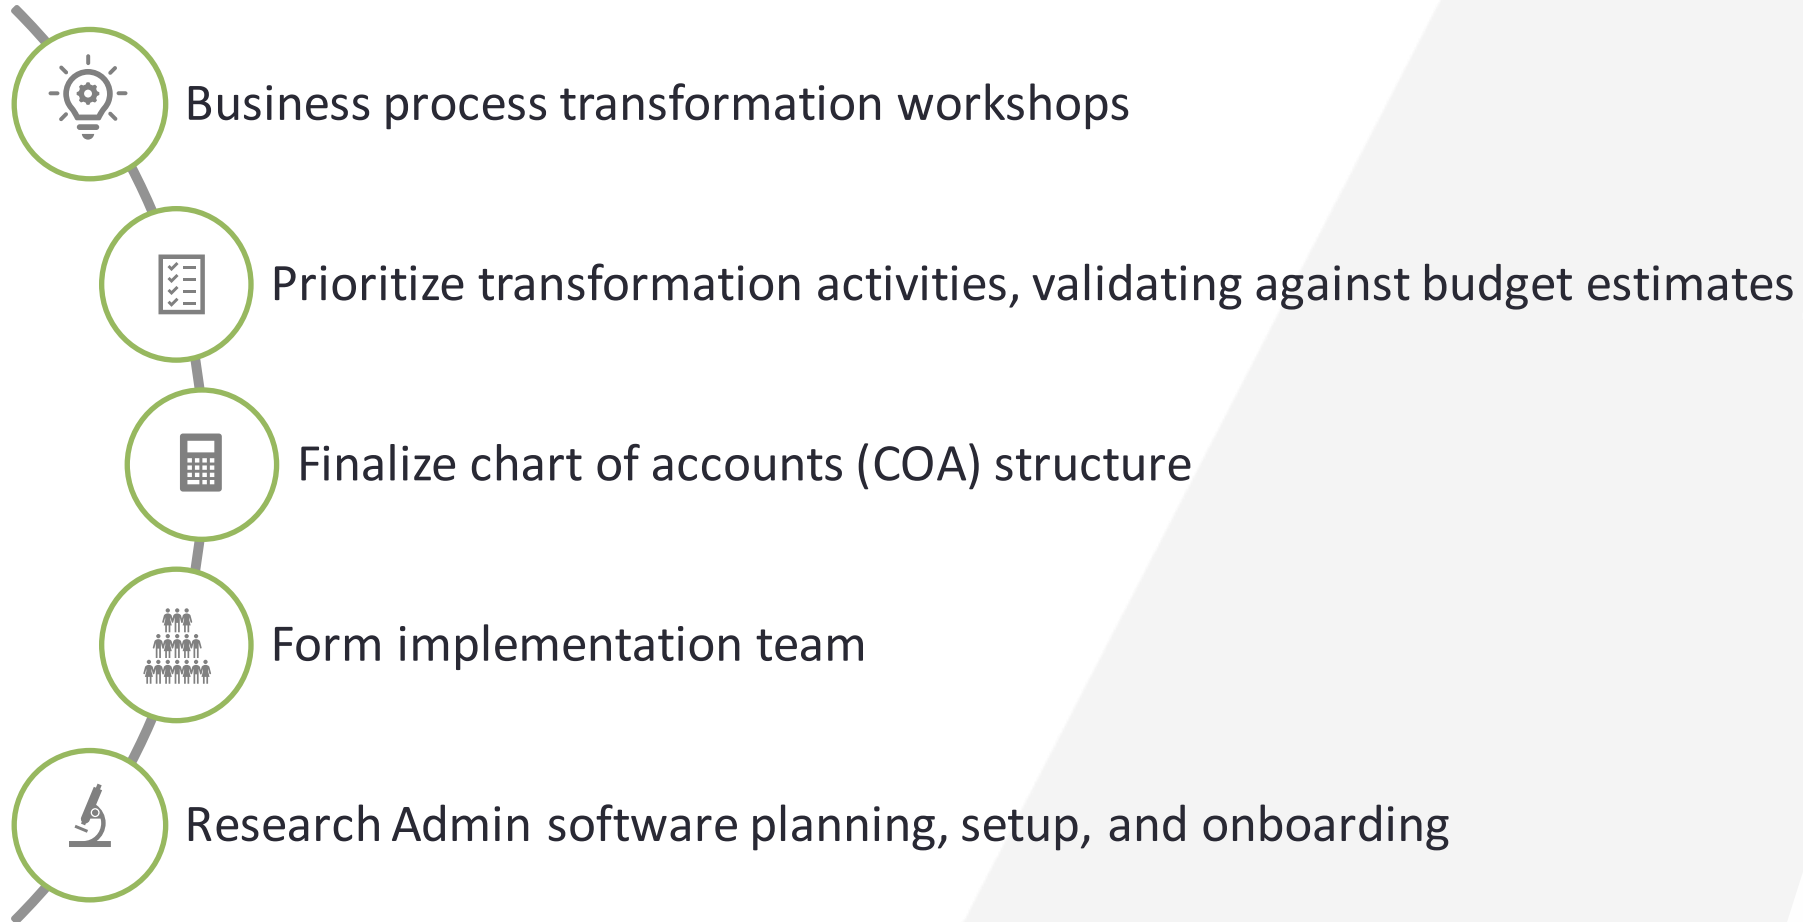 Business process transformation workshops
Prioritize transformation activities, validating against budget estimates
Finalize chart of accounts (COA) structure
Form implementation team
Research Admin software planning, setup, and onboarding